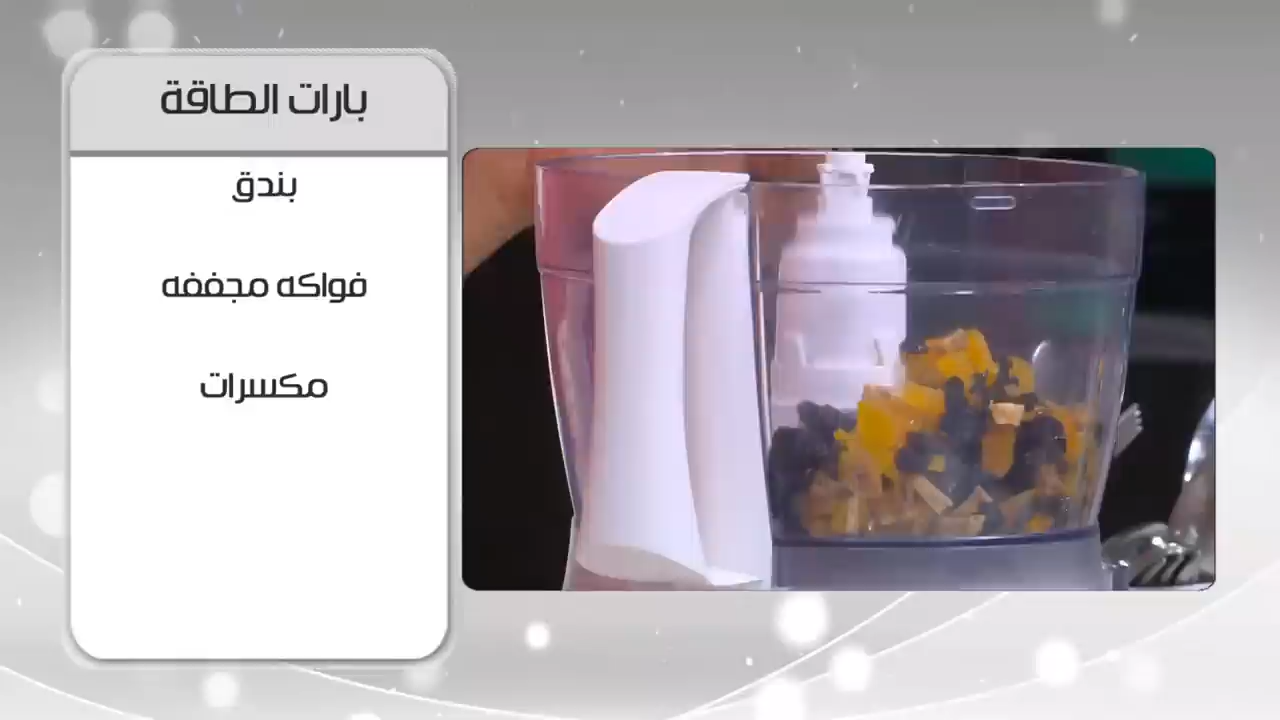 بارات الطاقة
بندق
فواكه مجففه
مكسرات